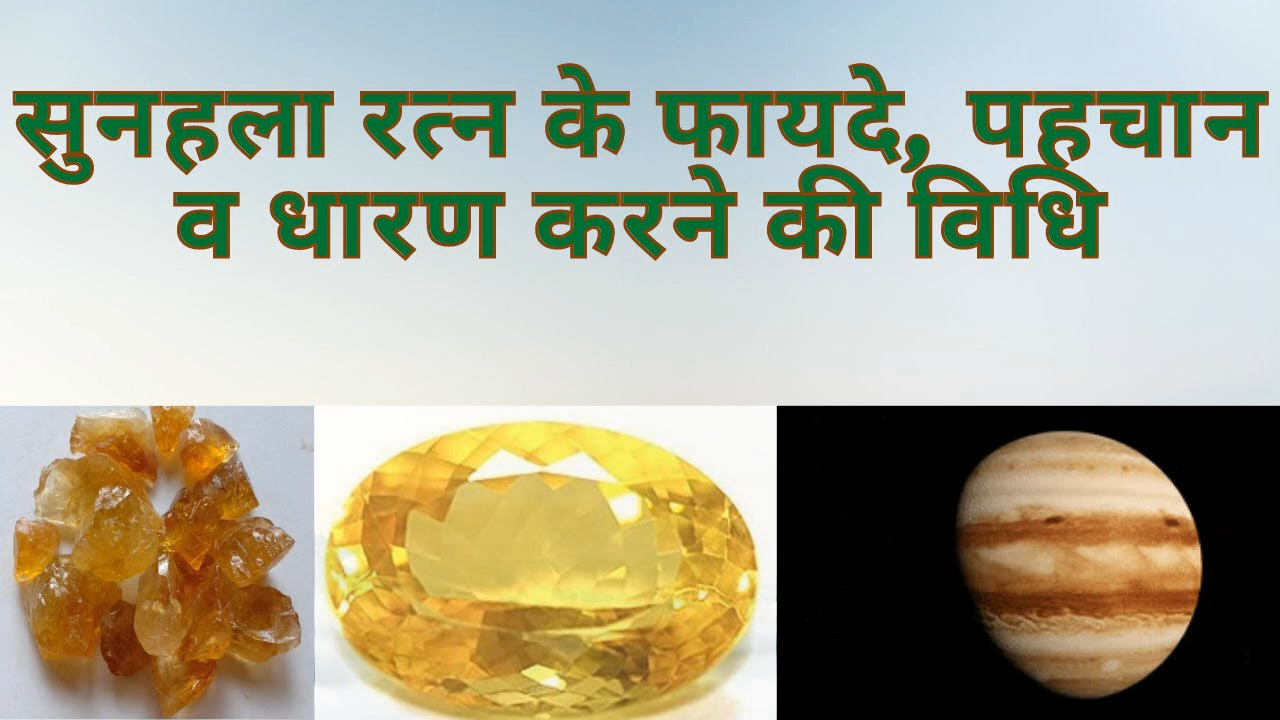 सुनहला रत्न के फायदे, पहचान
व धारण करने की विधि